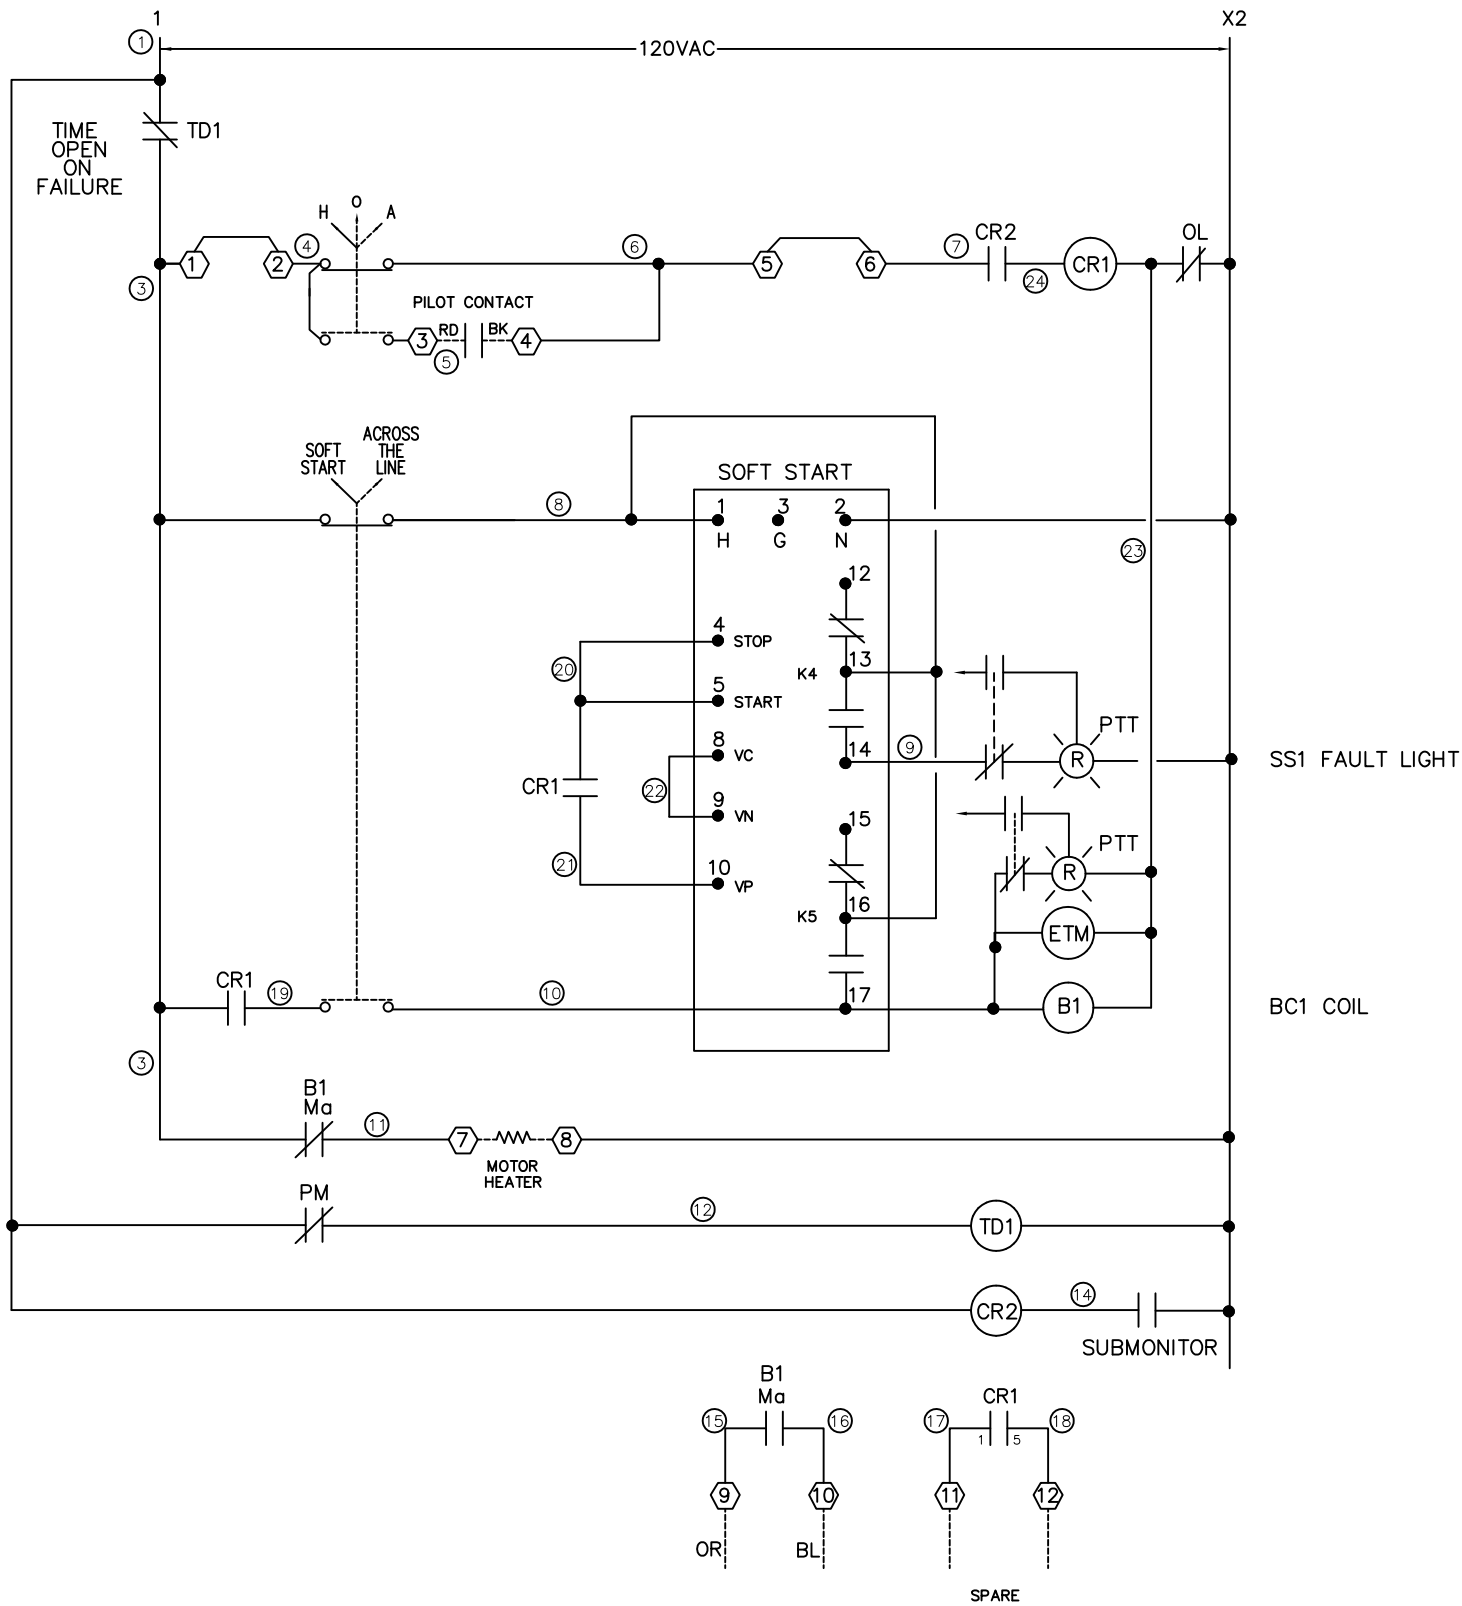 1
X2
1
120VAC
TD1
TIME
OPEN
ON
FAILURE
H
O
A
1
2
4
6
5
6
7
CR2
24
CR1
OL
3
PILOT CONTACT
3
RD
BK
4
5
SOFT
START
ACROSS
THE
LINE
8
SOFT START
1
3
2
H
G
N
23
12
4
STOP
20
13
K4
5
START
PTT
8
VC
14
9
R
SS1 FAULT LIGHT
CR1
22
9
VN
15
PTT
21
10
VP
R
16
K5
ETM
CR1
19
10
17
B1
BC1 COIL
3
B1
Ma
11
7
8
MOTOR
HEATER
PM
12
TD1
CR2
14
SUBMONITOR
B1
Ma
15
16
9
10
OR
BL
CR1
17
18
1
5
11
12
SPARE